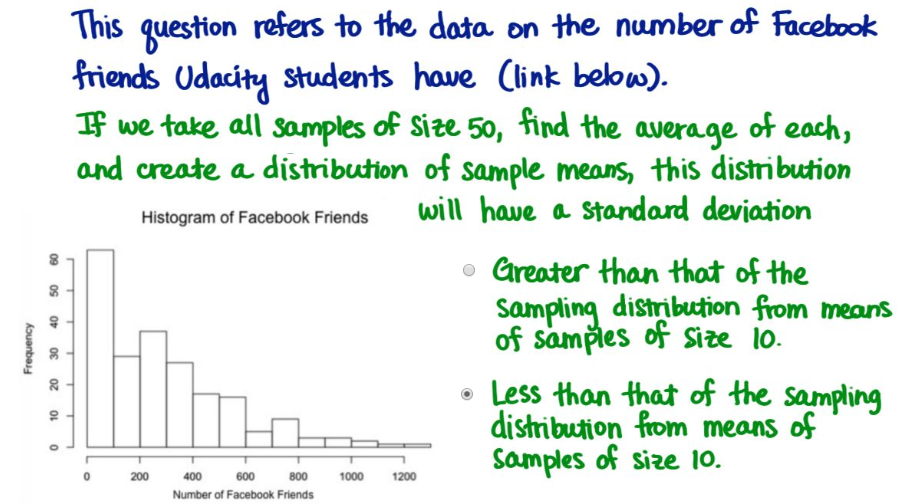 This question refers to the data on the number of Facebook
friends Udacity students have (link below).
If we take all samples of size 50, find the average of each,
and create a distribution of sample means, this distribution
will have a standard deviation
Histogram of Facebook Friends
Greater than that of the
sampling distribution from means
of samples of size 10.
Less than that of the sampling
distribution from means of
samples of size 10.
Frequency
60
50
40
30
20
10
0
0 200 400 600 800 1000 1200
Number of Facebook Friends